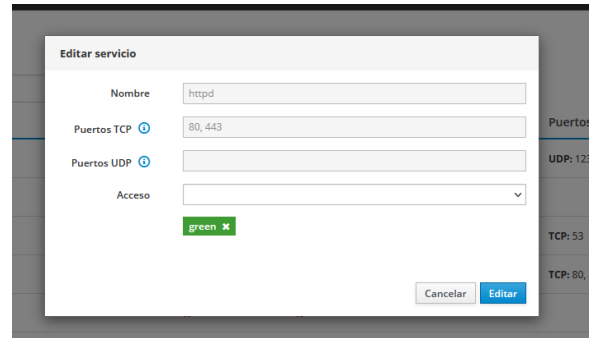 Editar servicio
Nombre
httpd
Puertos TCP
80, 443
Puertos UDP
Acceso
green
Cancelar Editar
Puertos
UDP: 123
TCP: 53
TCP: 80,